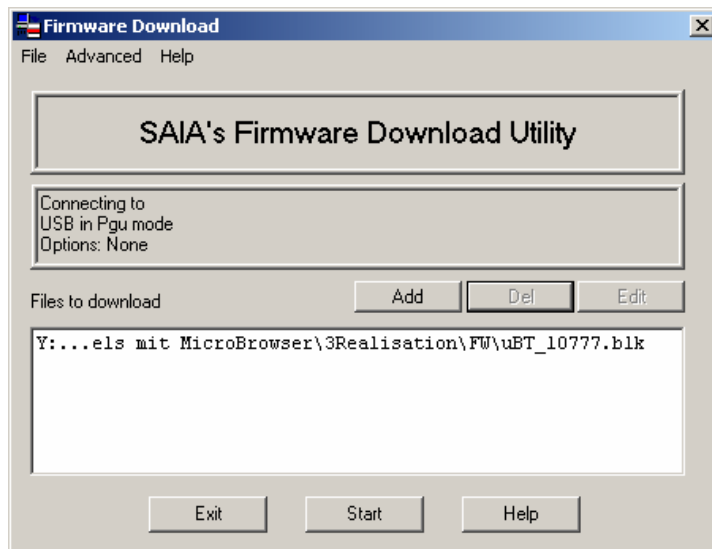 Firmware Download
File Advanced Help
SAIA's Firmware Download Utility
Connecting to
USB in Pgu mode
Options: None
Files to download
Add Del Edit
Y:...els mit MicroBrowser\3Realisation\FW\uBT_10777.blk
Exit Start Help